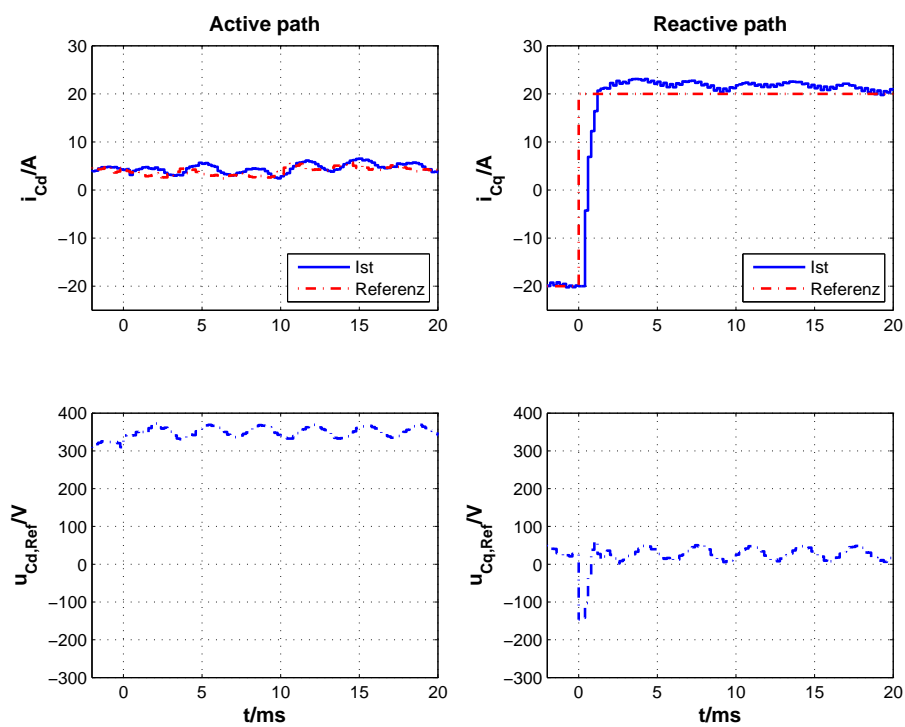 Active path
Reactive path
30
20
10
0
−10
−20
i_Cd/A
Ist
Referenz
0 5 10 15 20
30
20
10
0
−10
−20
i_Cq/A
Ist
Referenz
0 5 10 15 20
400
300
200
100
0
−100
−200
−300
u_Cd,Ref/V
0 5 10 15 20
t/ms
400
300
200
100
0
−100
−200
−300
u_Cq,Ref/V
0 5 10 15 20
t/ms